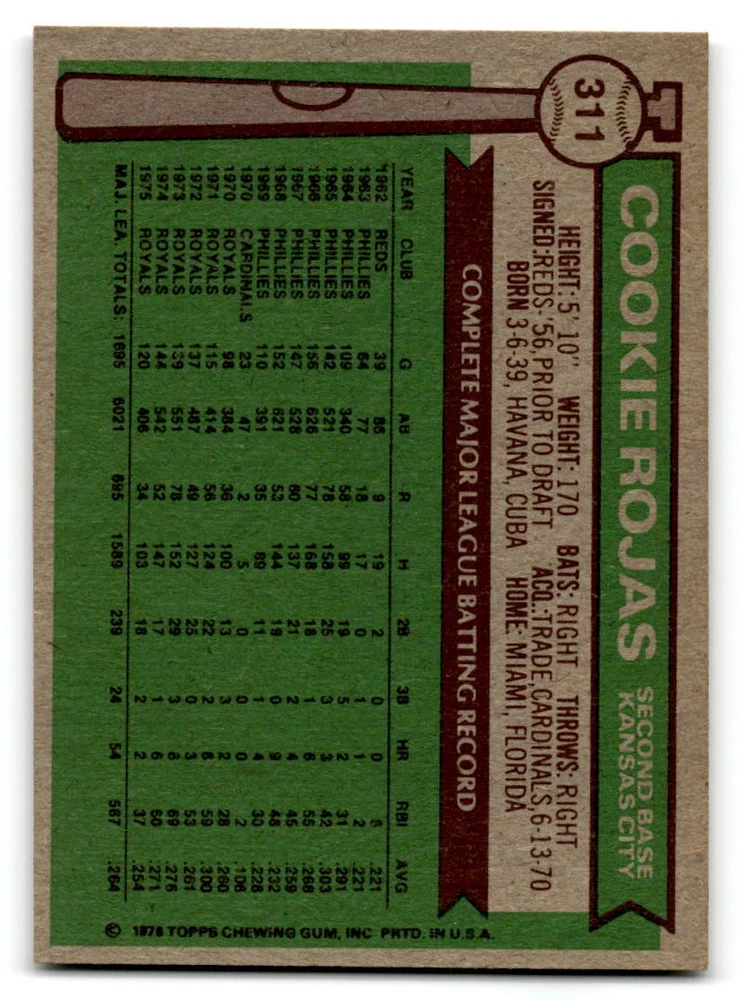 311
COOKIE ROJAS
SECOND BASE
KANSAS CITY
HEIGHT: 5' 10" WEIGHT: 170 BATS: RIGHT THROWS: RIGHT
SIGNED: REDS-'56, PRIOR TO DRAFT ACQ.: TRADE, CARDINALS, 6-13-70
BORN 3-6-39, HAVANA, CUBA HOME: MIAMI, FLORIDA
COMPLETE MAJOR LEAGUE BATTING RECORD
YEAR CLUB G AB R H 2B 3B HR RBI AVG
1962 REDS 39 86 9 19 2 0 0 6 .221
1963 PHILLIES 64 77 18 17 0 1 1 2 .221
1964 PHILLIES 109 340 58 99 19 5 2 31 .291
1965 PHILLIES 142 521 78 158 25 3 3 42 .303
1966 PHILLIES 156 626 77 168 18 1 6 55 .268
1967 PHILLIES 147 528 60 137 21 2 4 45 .259
1968 PHILLIES 152 621 53 144 19 0 9 48 .232
1969 PHILLIES 110 391 35 89 11 1 4 30 .228
1970 CARDINALS 23 47 2 5 0 0 0 2 .106
1970 ROYALS 98 384 36 100 13 3 2 28 .260
1971 ROYALS 115 414 56 124 22 2 6 59 .300
1972 ROYALS 137 487 49 127 25 0 3 53 .261
1973 ROYALS 139 551 78 152 29 3 6 69 .276
1974 ROYALS 144 542 52 147 17 1 6 60 .271
1975 ROYALS 120 406 34 103 18 2 2 37 .254
MAJ. LEA. TOTALS: 1695 6021 695 1589 239 24 54 567 .264
© 1976 TOPPS CHEWING GUM, INC. PRTD. IN U.S.A.